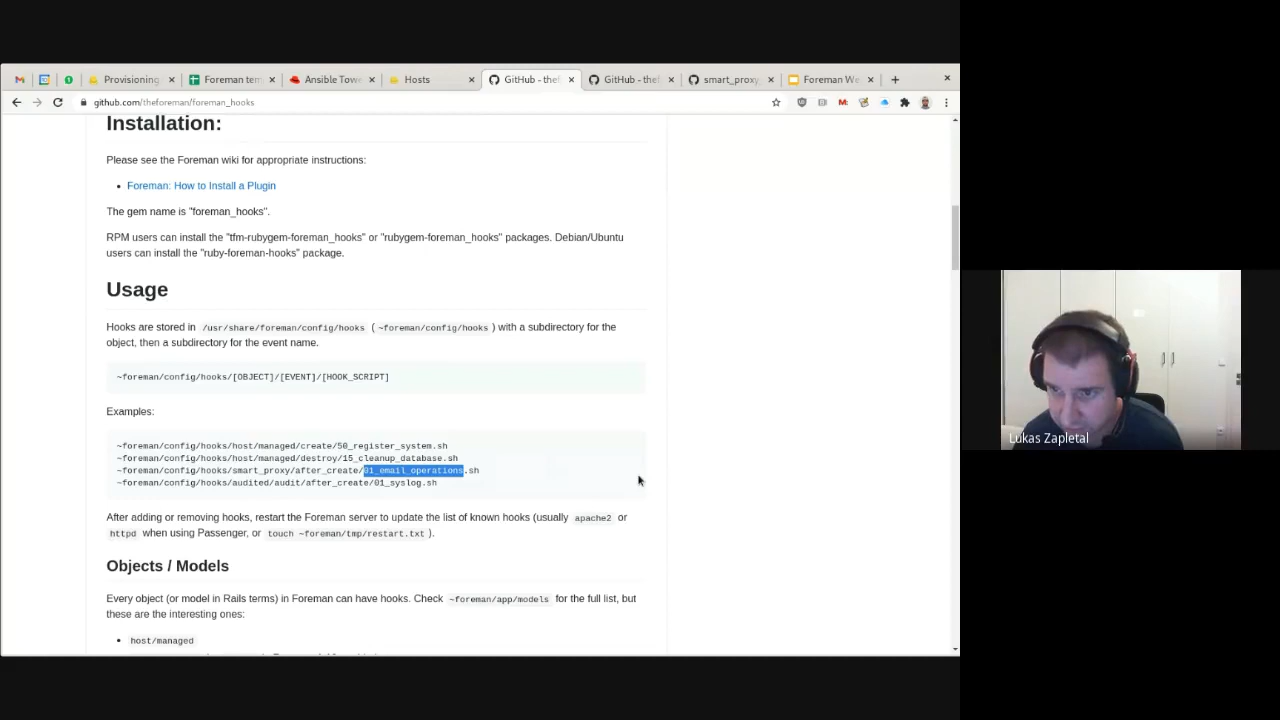 Provisioning
Foreman tem
Ansible Towe
Hosts
GitHub - thef
GitHub - thef
smart_proxy
Foreman We
github.com/theforeman/foreman_hooks
Installation:
Please see the Foreman wiki for appropriate instructions:
• Foreman: How to Install a Plugin
The gem name is "foreman_hooks".
RPM users can install the "tfm-rubygem-foreman_hooks" or "rubygem-foreman_hooks" packages. Debian/Ubuntu
users can install the "ruby-foreman-hooks" package.
Usage
Hooks are stored in /usr/share/foreman/config/hooks ( ~foreman/config/hooks ) with a subdirectory for the
object, then a subdirectory for the event name.
~foreman/config/hooks/[OBJECT]/[EVENT]/[HOOK_SCRIPT]
Examples:
~foreman/config/hooks/host/managed/create/50_register_system.sh
~foreman/config/hooks/host/managed/destroy/15_cleanup_database.sh
~foreman/config/hooks/smart_proxy/after_create/01_email_operations.sh
~foreman/config/hooks/audited/audit/after_create/01_syslog.sh
After adding or removing hooks, restart the Foreman server to update the list of known hooks (usually apache2 or
httpd when using Passenger, or touch ~foreman/tmp/restart.txt ).
Objects / Models
Every object (or model in Rails terms) in Foreman can have hooks. Check ~foreman/app/models for the full list, but
these are the interesting ones:
• host/managed
Lukas Zapletal